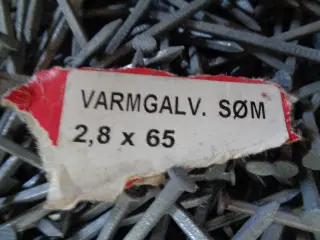 VARMGALV. SØM
2,8 x 65